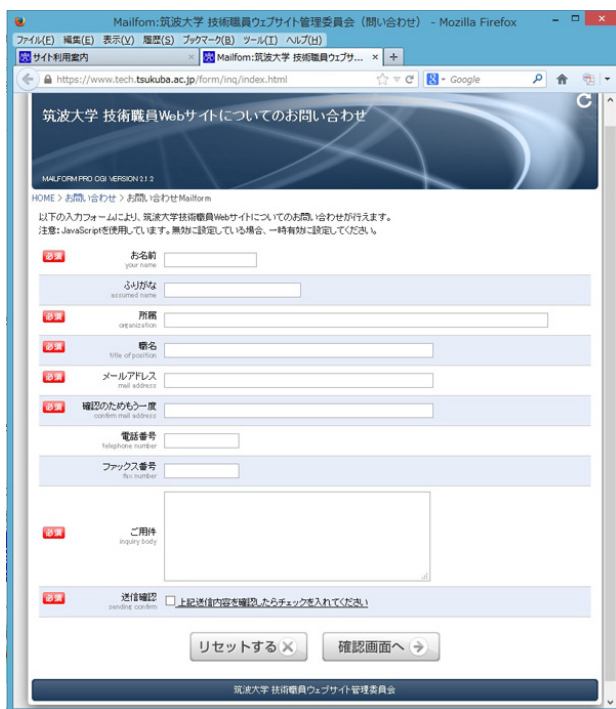 Mailfom:筑波大学 技術職員ウェブサイト管理委員会（問い合わせ） - Mozilla Firefox
ファイル(F) 編集(E) 表示(V) 履歴(S) ブックマーク(B) ツール(T) ヘルプ(H)
サイト利用案内 × Mailfom:筑波大学 技術職員ウェブサ... × +
https://www.tech.tsukuba.ac.jp/form/inq/index.html Google
筑波大学 技術職員Webサイトについてのお問い合わせ
MAILFORM PRO CGI VERSION 2.1.2
HOME > お問い合わせ > お問い合わせMailform
以下の入力フォームにより、筑波大学技術職員Webサイトについてのお問い合わせが行えます。
注意: JavaScriptを使用しています。無効に設定している場合、一時有効に設定してください。
必須 お名前
your name
ふりがな
assumed name
必須 所属
organization
必須 職名
title of position
必須 メールアドレス
mail address
必須 確認のためもう一度
confirm mail address
電話番号
telephone number
ファックス番号
fax number
必須 ご用件
inquiry body
必須 送信確認 上記送信内容を確認したらチェックを入れてください
sending confirm
リセットする 確認画面へ
筑波大学 技術職員ウェブサイト管理委員会